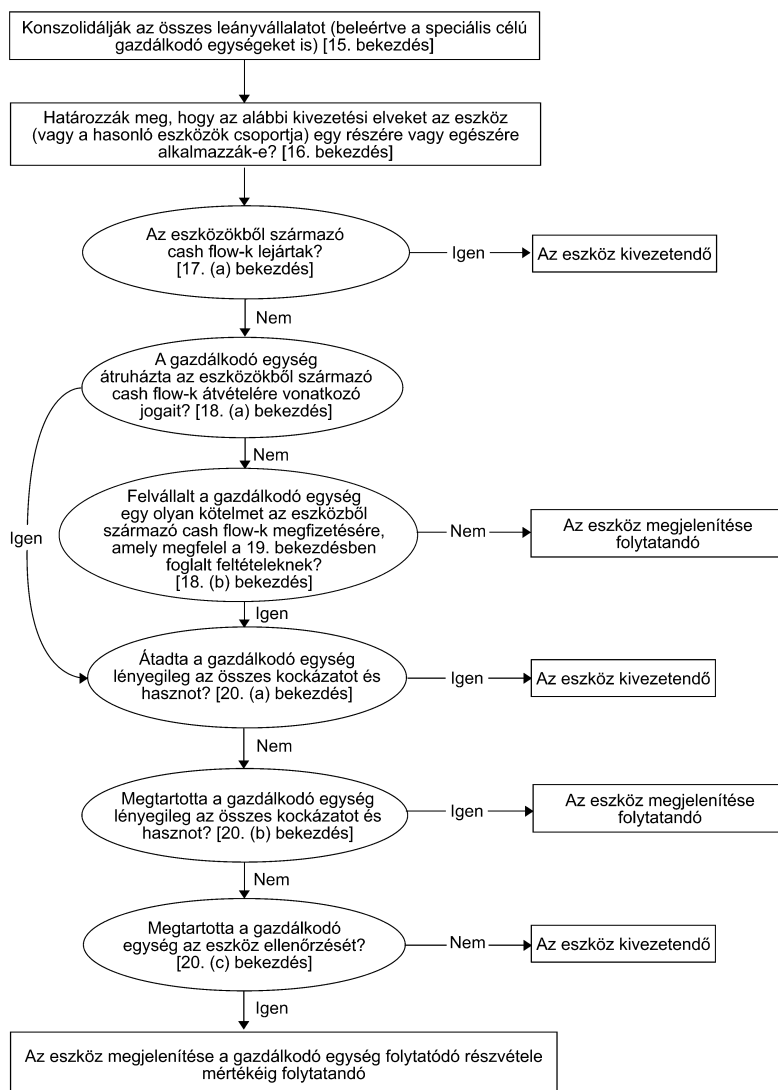 Konszolidálják az összes leányvállalatot (beleértve a speciális célú
gazdálkodó egységeket is) [15. bekezdés]
Határozzák meg, hogy az alábbi kivezetési elveket az eszköz
(vagy a hasonló eszközök csoportja) egy részére vagy egészére
alkalmazzák-e? [16. bekezdés]
Az eszközökből származó
cash flow-k lejártak?
[17. (a) bekezdés]
Igen
Az eszköz kivezetendő
Nem
A gazdálkodó egység
átruházta az eszközökből származó
cash flow-k átvételére vonatkozó
jogait? [18. (a) bekezdés]
Nem
Igen
Felvállalt a gazdálkodó egység
egy olyan kötelmet az eszközből
származó cash flow-k megfizetésére,
amely megfelel a 19. bekezdésben
foglalt feltételeknek?
[18. (b) bekezdés]
Nem
Az eszköz megjelenítése
folytatandó
Igen
Átadta a gazdálkodó egység
lényegileg az összes kockázatot és
hasznot? [20. (a) bekezdés]
Igen
Az eszköz kivezetendő
Nem
Megtartotta a gazdálkodó egység
lényegileg az összes kockázatot és
hasznot? [20. (b) bekezdés]
Igen
Az eszköz megjelenítése
folytatandó
Nem
Megtartotta a gazdálkodó
egység az eszköz ellenőrzését?
[20. (c) bekezdés]
Nem
Az eszköz kivezetendő
Igen
Az eszköz megjelenítése a gazdálkodó egység folytatódó részvétele
mértékéig folytatandó